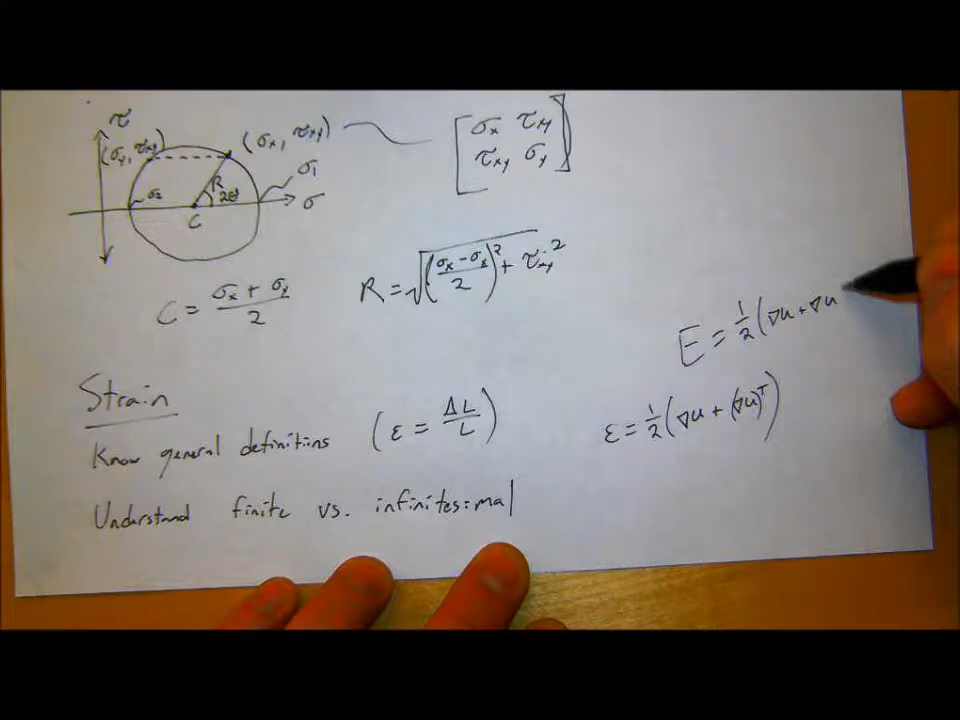 τ
(σy, τxy)
(σx, τxy)
[σx τxy
τxy σy]
σ1
σ2
R
2θ
σ
C
C = (σx + σy)/2
R = √(((σx - σy)/2)² + τxy²)
E = 1/2(∇u + ∇u
Strain
Know general definitions (ε = ΔL/L)
ε = 1/2(∇u + (∇u)ᵀ)
Understand finite vs. infinitesimal